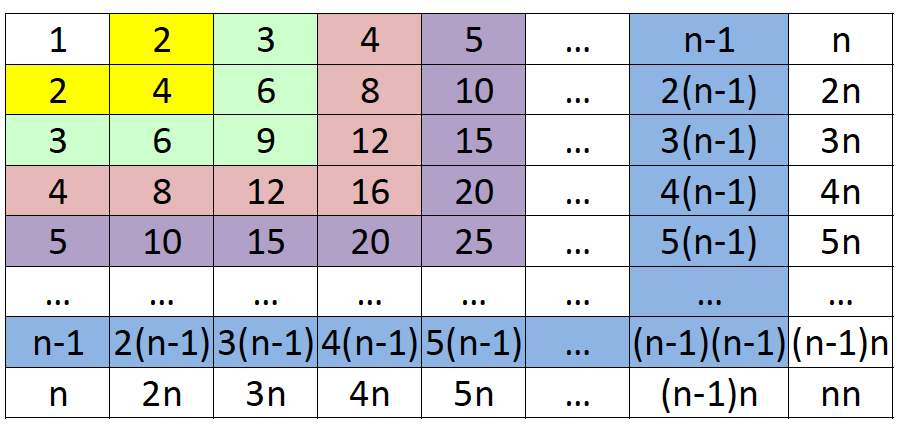 1 2 3 4 5 ... n-1 n
2 4 6 8 10 ... 2(n-1) 2n
3 6 9 12 15 ... 3(n-1) 3n
4 8 12 16 20 ... 4(n-1) 4n
5 10 15 20 25 ... 5(n-1) 5n
... ... ... ... ... ... ... ...
n-1 2(n-1) 3(n-1) 4(n-1) 5(n-1) ... (n-1)(n-1) (n-1)n
n 2n 3n 4n 5n ... (n-1)n nn